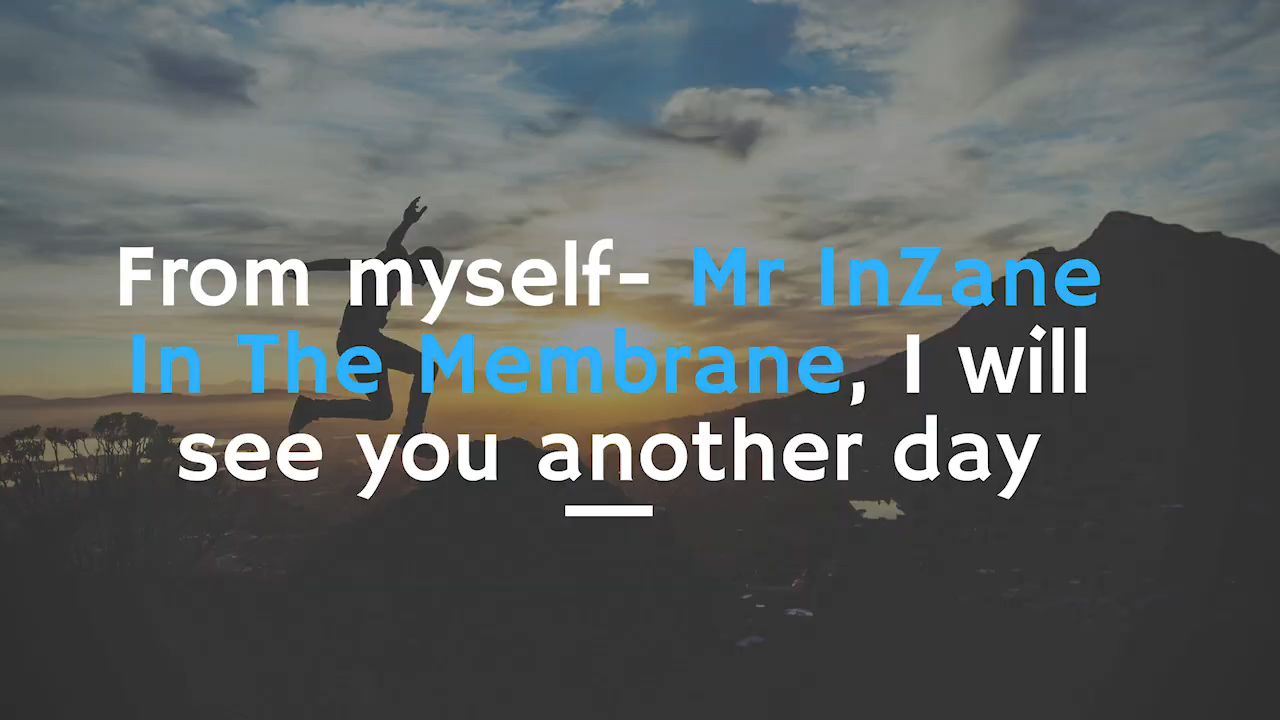 From myself- Mr InZane
In The Membrane, I will
see you another day